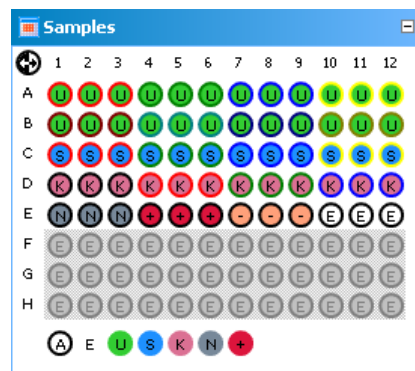 Samples
1 2 3 4 5 6 7 8 9 10 11 12
A U U U U U U U U U U U U
B U U U U U U U U U U U U
C S S S S S S S S S S S S
D K K K K K K K K K K K K
E N N N + + + - - - E E E
F E E E E E E E E E E E E
G E E E E E E E E E E E E
H E E E E E E E E E E E E
A E U S K N +